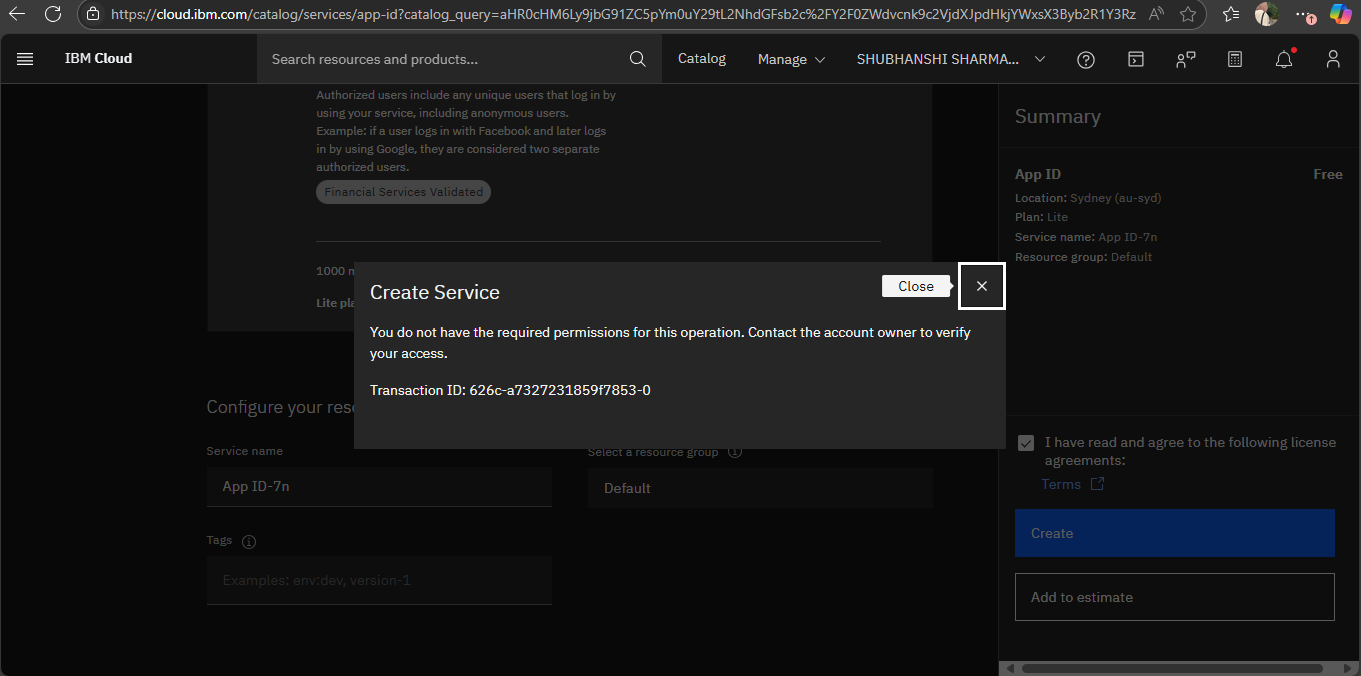 https://cloud.ibm.com/catalog/services/app-id?catalog_query=aHR0cHM6Ly9jbG91ZC5pYm0uY29tL2NhdGFsb2c%2FY2F0ZWdvcnk9c2VjdXJpdHkjYWxsX3Byb2R1Y3Rz
IBM Cloud
Search resources and products...
Catalog
Manage
SHUBHANSHI SHARMA...
Authorized users include any unique users that log in by
using your service, including anonymous users.
Example: if a user logs in with Facebook and later logs
in by using Google, they are considered two separate
authorized users.
Financial Services Validated
1000 m
Lite pla
Create Service
Close
You do not have the required permissions for this operation. Contact the account owner to verify
your access.
Transaction ID: 626c-a7327231859f7853-0
Configure your reso
Service name
App ID-7n
Select a resource group
Default
Tags
Examples: env:dev, version-1
Summary
App ID Free
Location: Sydney (au-syd)
Plan: Lite
Service name: App ID-7n
Resource group: Default
I have read and agree to the following license
agreements:
Terms
Create
Add to estimate